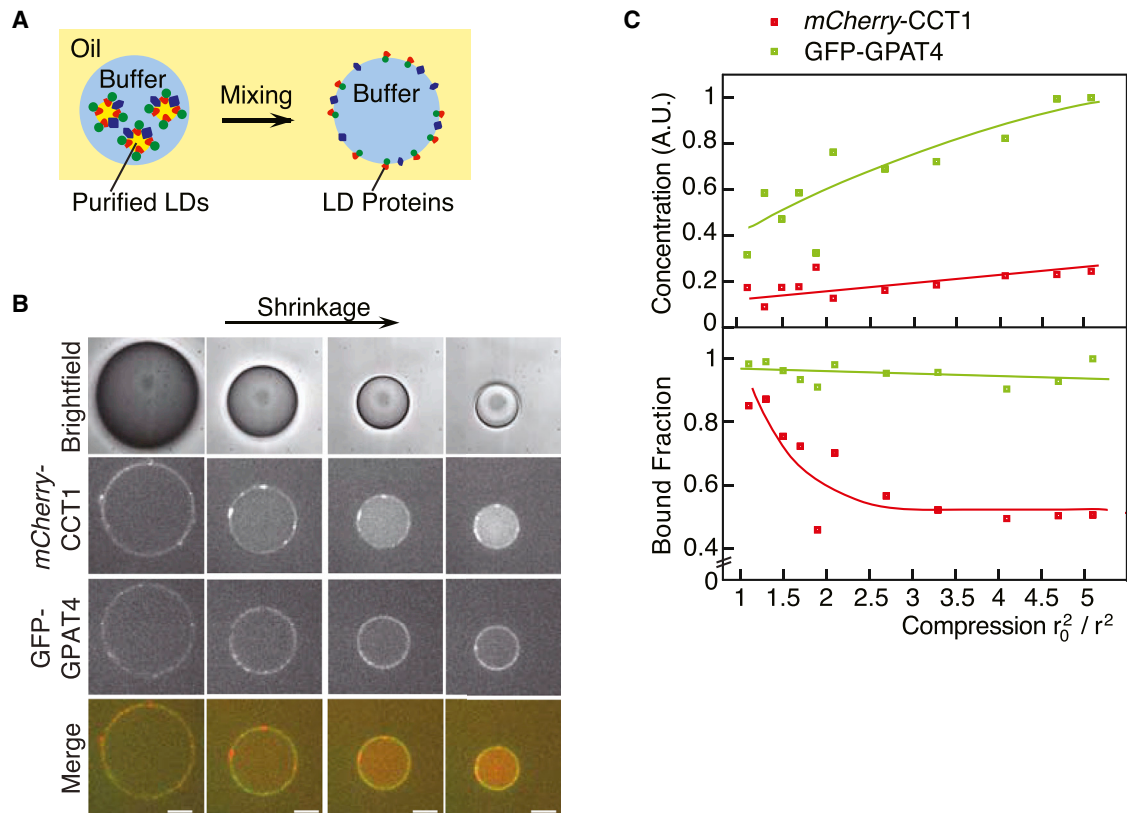 A
Oil
Buffer
Mixing
Buffer
Purified LDs
LD Proteins
B
Shrinkage
Brightfield
mCherry-
CCT1
GFP-
GPAT4
Merge
C
mCherry-CCT1
GFP-GPAT4
Concentration (A.U.)
1
0.8
0.6
0.4
0.2
0
Bound Fraction
1
0.8
0.6
0.4
0
1 1.5 2 2.5 3 3.5 4 4.5 5
Compression r₀² / r²